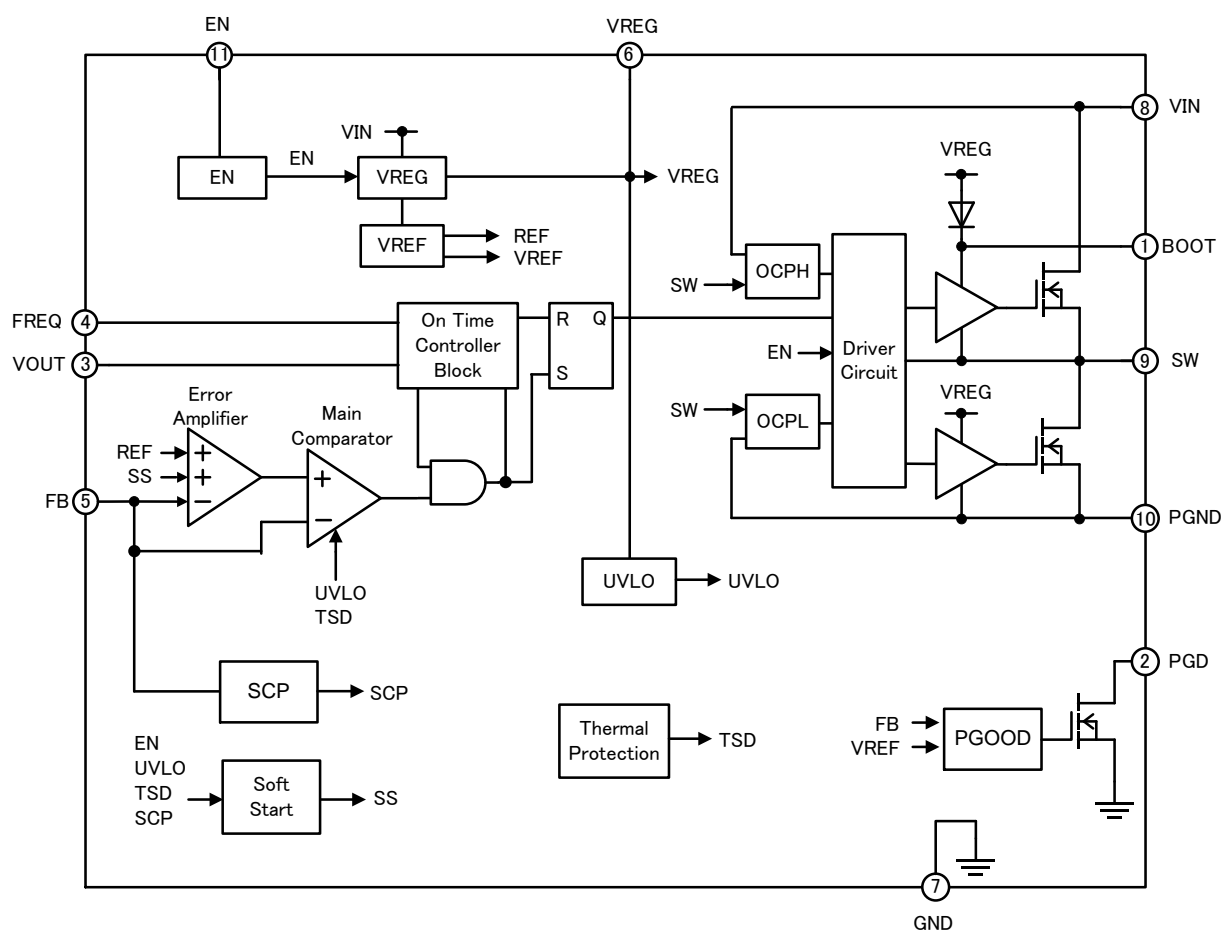 EN
VREG
11
6
8
VIN
VIN
EN
EN
VREG
VREG
VREG
VREF
REF
VREF
1
BOOT
SW
OCPH
FREQ
4
On Time
Controller
Block
R
Q
S
VOUT
3
EN
Driver
Circuit
9
SW
Error
Amplifier
Main
Comparator
SW
OCPL
VREG
REF
SS
+
+
−
+
−
FB
5
10
PGND
UVLO
TSD
UVLO
UVLO
SCP
SCP
2
PGD
Thermal
Protection
TSD
FB
VREF
PGOOD
EN
UVLO
TSD
SCP
Soft
Start
SS
7
GND